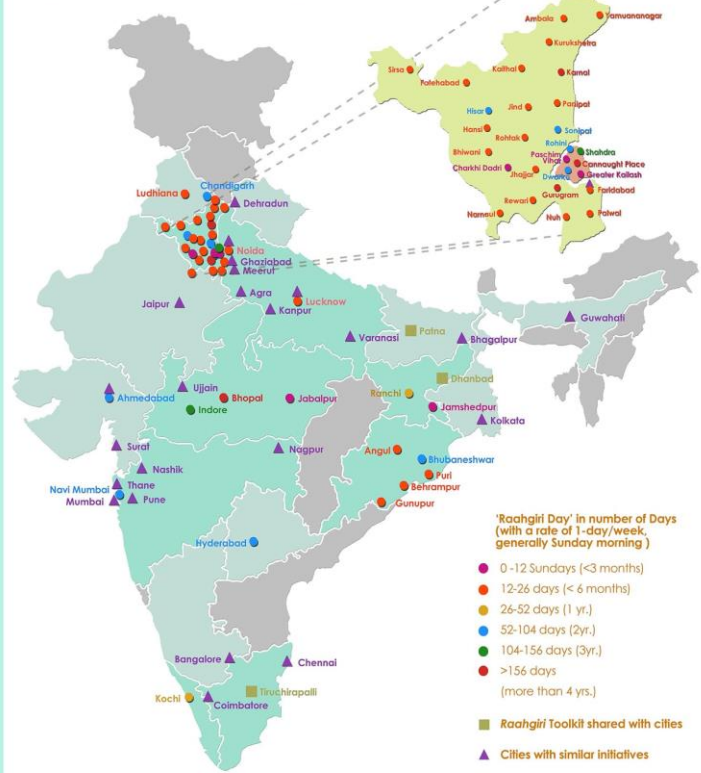 Ambala
Yamuananagar
Kurukshetra
Sirsa
Kaithal
Karnal
Fatehabad
Hisar
Jind
Panipat
Hansi
Rohtak
Sonipat
Rohini
Bhiwani
Paschim
Vihar
Shahdra
Charkhi Dadri
Jhajjar
Cannaught Place
Dwarka
Greater Kailash
Gurugram
Faridabad
Rewari
Narnaul
Nuh
Palwal
Ludhiana
Chandigarh
Dehradun
Noida
Ghaziabad
Meerut
Agra
Jaipur
Lucknow
Kanpur
Guwahati
Varanasi
Patna
Bhagalpur
Ujjain
Dhanbad
Ahmedabad
Bhopal
Jabalpur
Ranchi
Indore
Jamshedpur
Kolkata
Surat
Nagpur
Angul
Bhubaneshwar
Nashik
Puri
Thane
Behrampur
Navi Mumbai
Mumbai
Pune
Gunupur
Hyderabad
'Raahgiri Day' in number of Days
(with a rate of 1-day/week,
generally Sunday morning )
0 -12 Sundays (<3 months)
12-26 days (< 6 months)
26-52 days (1 yr.)
52-104 days (2yr.)
104-156 days (3yr.)
>156 days
(more than 4 yrs.)
Raahgiri Toolkit shared with cities
Cities with similar initiatives
Bangalore
Chennai
Kochi
Coimbatore
Tiruchirapalli